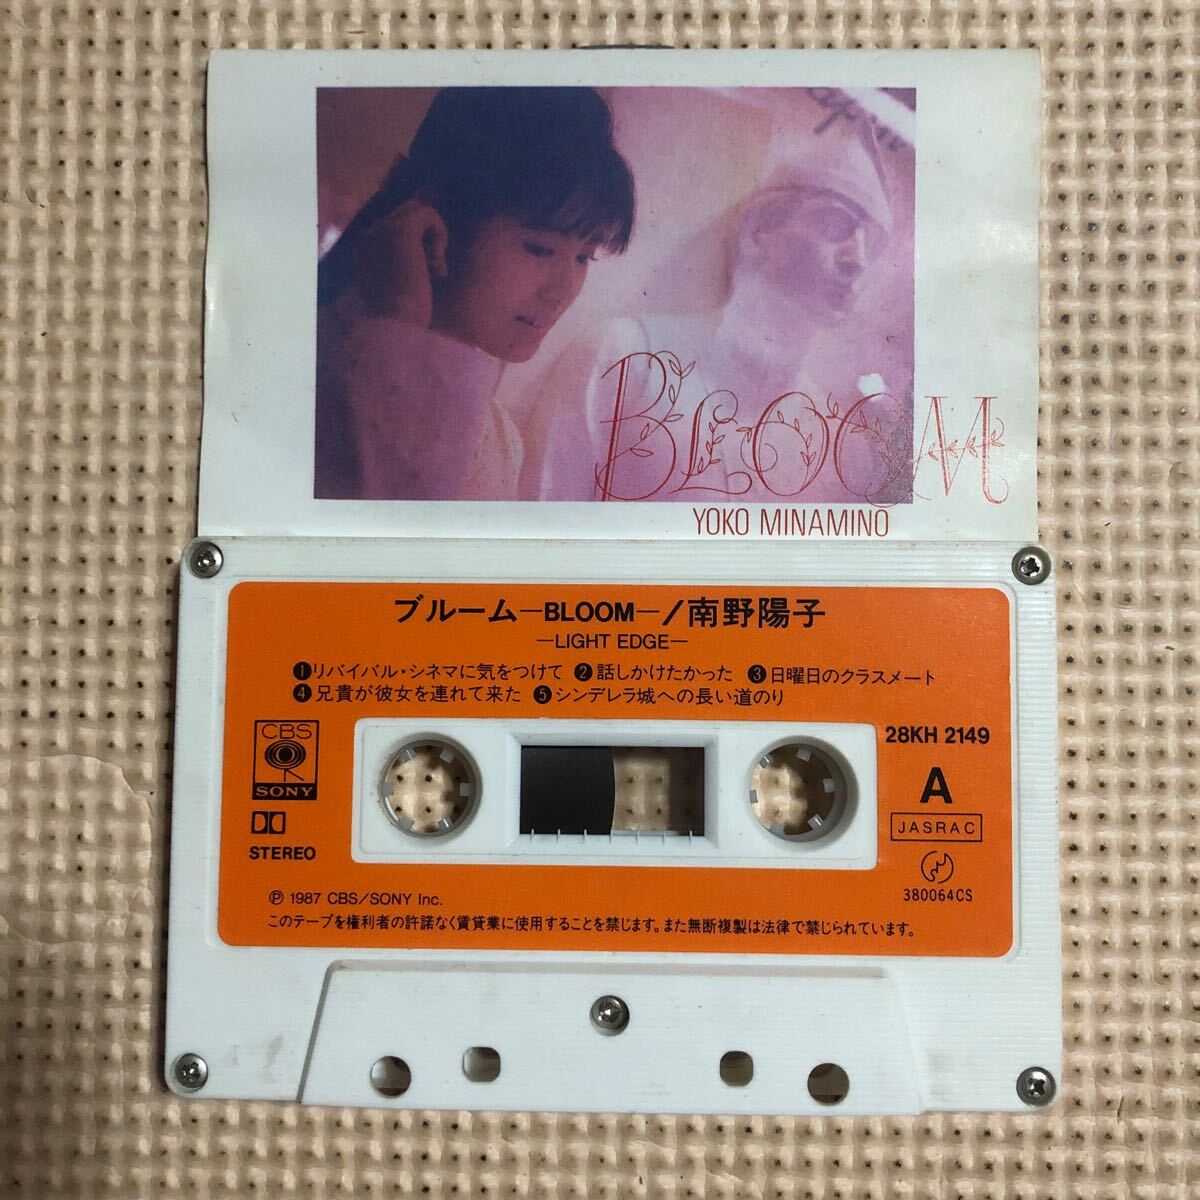 BLOOM
YOKO MINAMINO
ブルーム―BLOOM―/南野陽子
―LIGHT EDGE―
❶リバイバル・シネマに気をつけて ❷話しかけたかった ❸日曜日のクラスメート
❹兄貴が彼女を連れて来た ❺シンデレラ城への長い道のり
CBS
SONY
STEREO
28KH 2149
A
JASRAC
380064CS
Ⓟ 1987 CBS/SONY Inc.
このテープを権利者の許諾なく賃貸業に使用することを禁じます。また無断複製は法律で禁じられています。